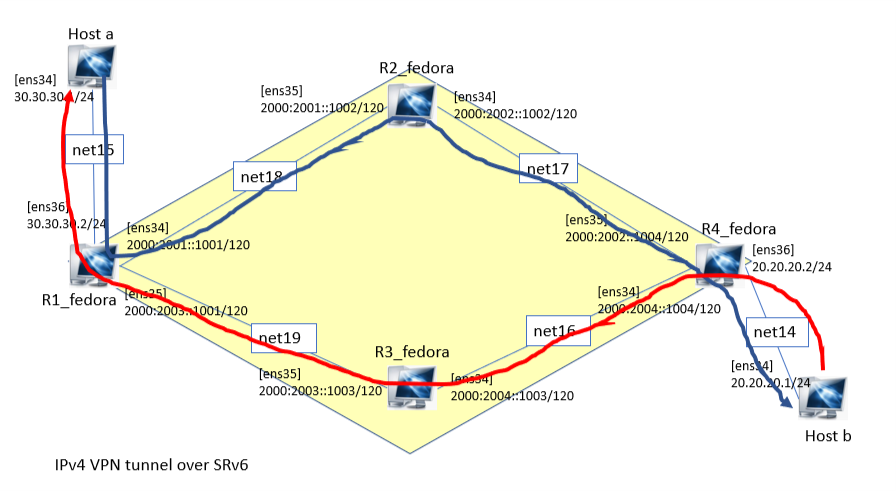 Host a
R2_fedora
[ens34]
30.30.30.1/24
[ens35]
2000:2001::1002/120
[ens34]
2000:2002::1002/120
net15
net18
net17
[ens36]
30.30.30.2/24
[ens34]
2000:2001::1001/120
[ens35]
2000:2002::1004/120
R4_fedora
[ens36]
20.20.20.2/24
R1_fedora
[ens35]
2000:2003::1001/120
[ens34]
2000:2004::1004/120
net19
net16
net14
R3_fedora
[ens35]
2000:2003::1003/120
[ens34]
2000:2004::1003/120
[ens34]
20.20.20.1/24
Host b
IPv4 VPN tunnel over SRv6